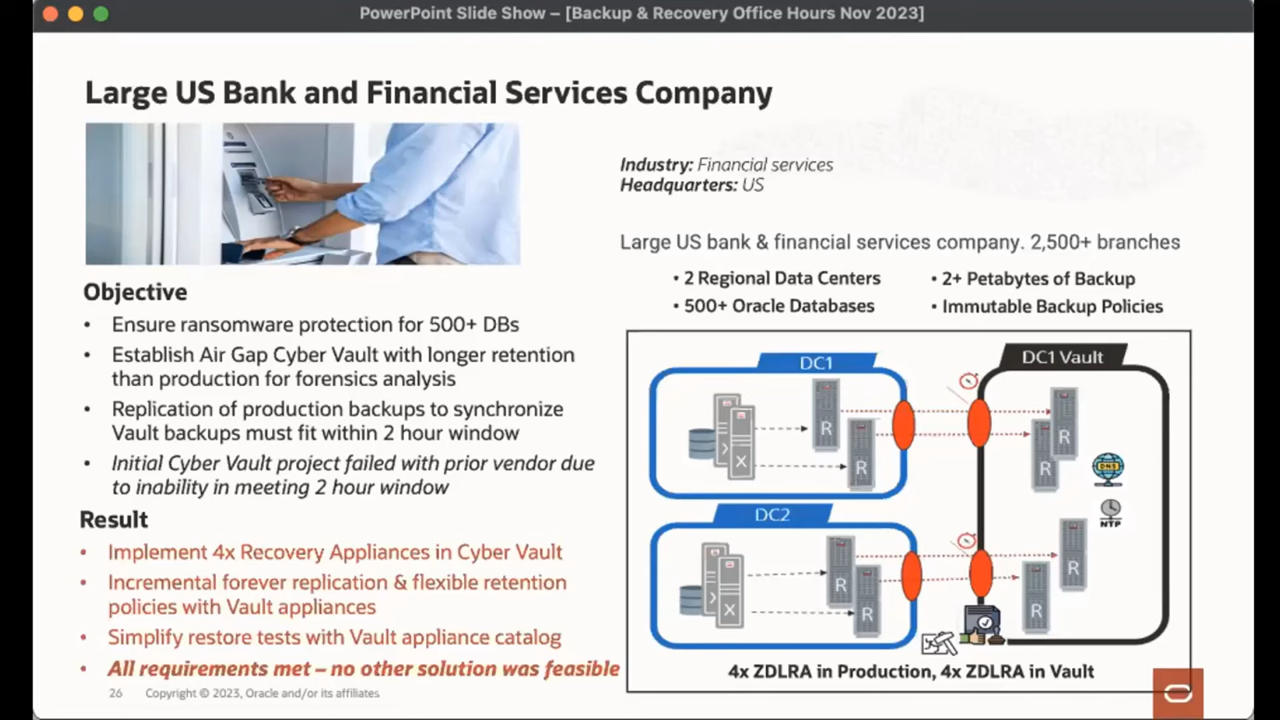 PowerPoint Slide Show – [Backup & Recovery Office Hours Nov 2023]
Large US Bank and Financial Services Company
Industry: Financial services
Headquarters: US
Large US bank & financial services company. 2,500+ branches
• 2 Regional Data Centers
• 500+ Oracle Databases
• 2+ Petabytes of Backup
• Immutable Backup Policies
Objective
• Ensure ransomware protection for 500+ DBs
• Establish Air Gap Cyber Vault with longer retention
than production for forensics analysis
• Replication of production backups to synchronize
Vault backups must fit within 2 hour window
• Initial Cyber Vault project failed with prior vendor due
to inability in meeting 2 hour window
Result
• Implement 4x Recovery Appliances in Cyber Vault
• Incremental forever replication & flexible retention
policies with Vault appliances
• Simplify restore tests with Vault appliance catalog
• All requirements met – no other solution was feasible
DC1
X
R
R
DC1 Vault
R
R
DNS
NTP
DC2
X
R
R
R
R
4x ZDLRA in Production, 4x ZDLRA in Vault
26 Copyright © 2023, Oracle and/or its affiliates